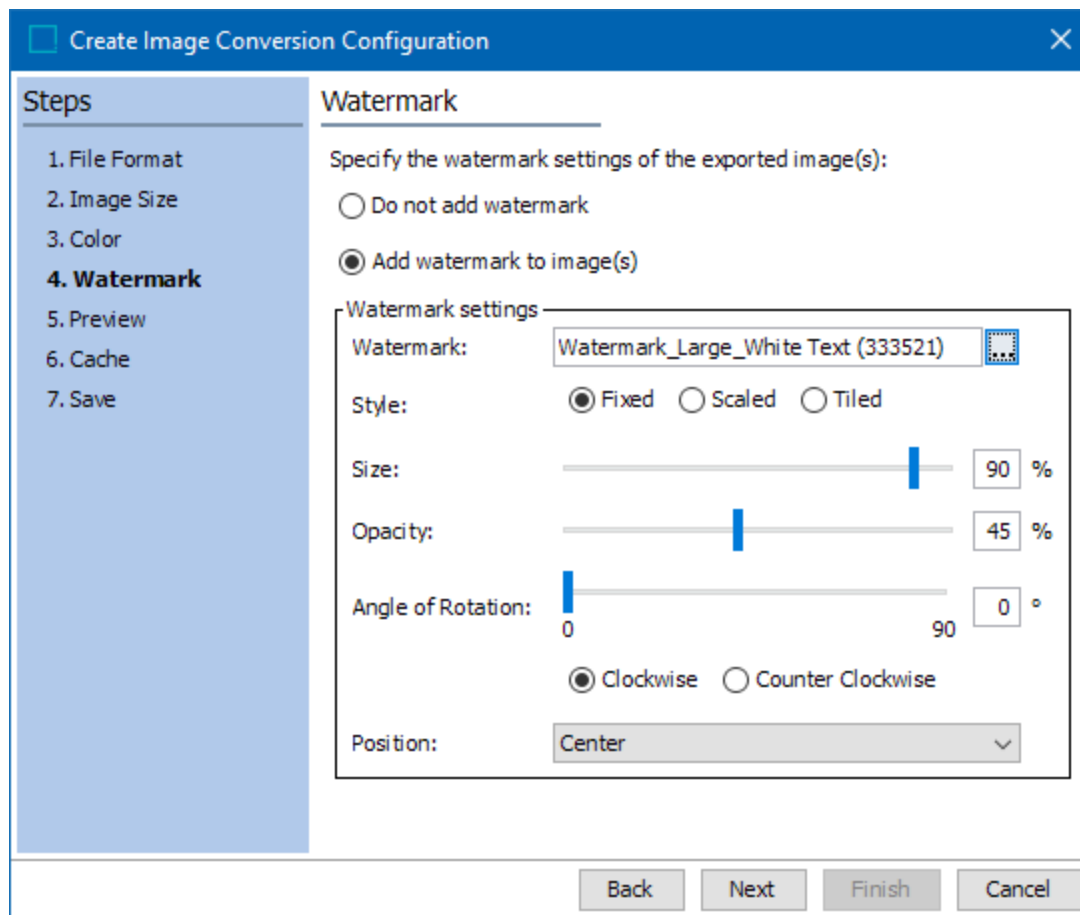 Create Image Conversion Configuration
Steps
1. File Format
2. Image Size
3. Color
4. Watermark
5. Preview
6. Cache
7. Save
Watermark
Specify the watermark settings of the exported image(s):
Do not add watermark
Add watermark to image(s)
Watermark settings
Watermark: Watermark_Large_White Text (333521) ...
Style: Fixed Scaled Tiled
Size: 90 %
Opacity: 45 %
Angle of Rotation: 0 °
0 90
Clockwise Counter Clockwise
Position: Center
Back Next Finish Cancel